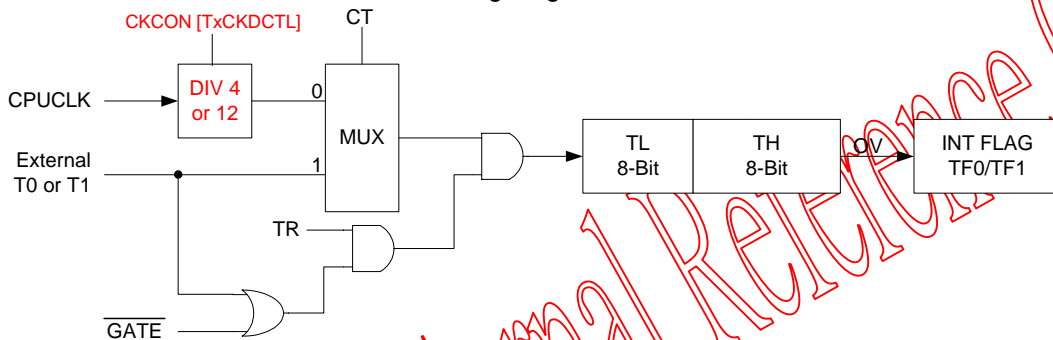 CKCON [TxCKDCTL]
CT
CPUCLK
DIV 4
or 12
0
MUX
External
T0 or T1
1
TL
8-Bit
TH
8-Bit
OV
INT FLAG
TF0/TF1
TR
GATE
Reference